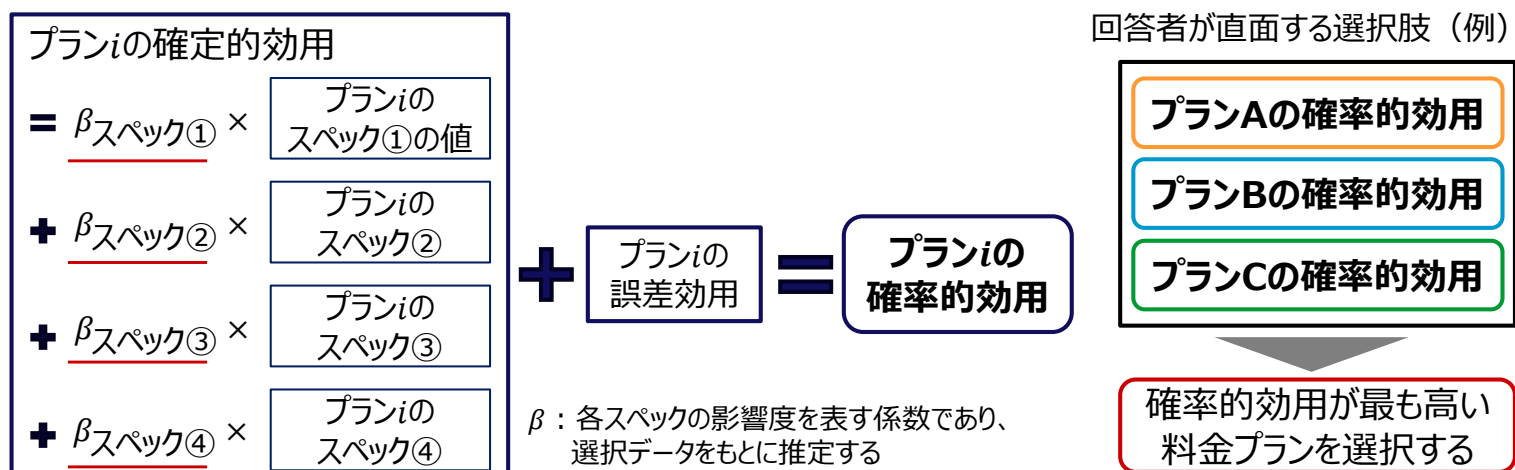 プランiの確定的効用
= βスペック① ×
プランiの
スペック①の値
+ βスペック② ×
プランiの
スペック②
+ βスペック③ ×
プランiの
スペック③
+ βスペック④ ×
プランiの
スペック④
+
プランiの
誤差効用
=
プランiの
確率的効用
β：各スペックの影響度を表す係数であり、
選択データをもとに推定する
回答者が直面する選択肢（例）
プランAの確率的効用
プランBの確率的効用
プランCの確率的効用
確率的効用が最も高い
料金プランを選択する